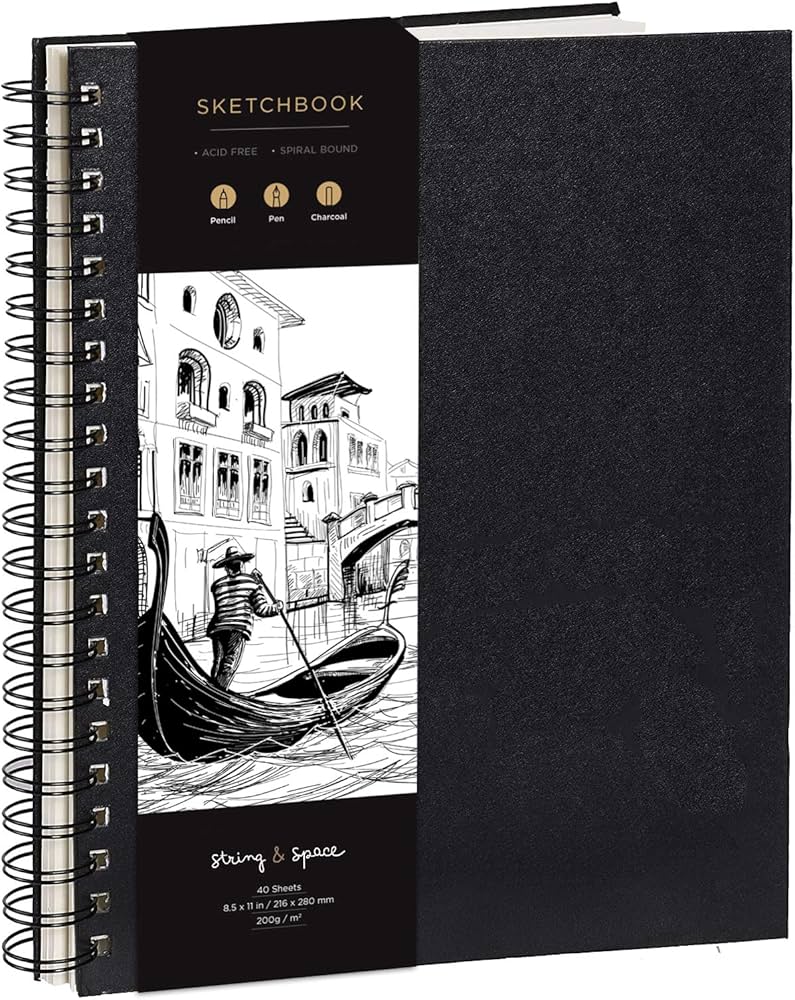 SKETCHBOOK
• ACID FREE • SPIRAL BOUND
Pencil Pen Charcoal
string & space
40 Sheets
8.5 x 11 in / 216 x 280 mm
200g / m²